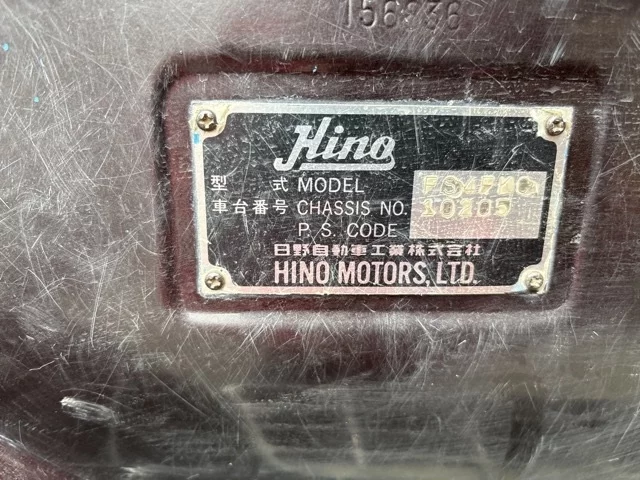 Hino
型 式 MODEL
車台番号 CHASSIS NO. 10205
P. S. CODE
日野自動車工業株式会社
HINO MOTORS, LTD.